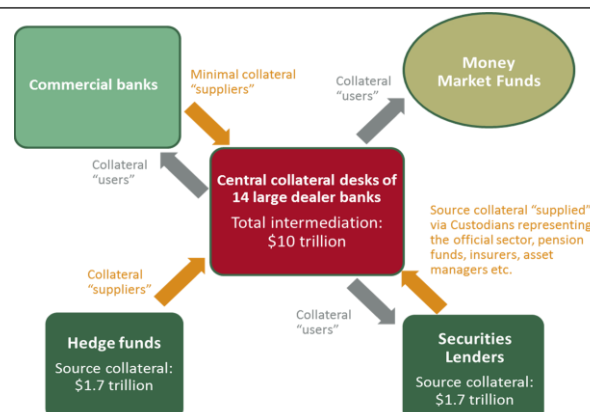 Commercial banks
Minimal collateral
"suppliers"
Collateral
"users"
Money
Market Funds
Collateral
"users"
Central collateral desks of
14 large dealer banks
Total intermediation:
$10 trillion
Source collateral "supplied"
via Custodians representing
the official sector, pension
funds, insurers, asset
managers etc.
Collateral
"suppliers"
Collateral
"users"
Hedge funds
Source collateral:
$1.7 trillion
Securities
Lenders
Source collateral:
$1.7 trillion